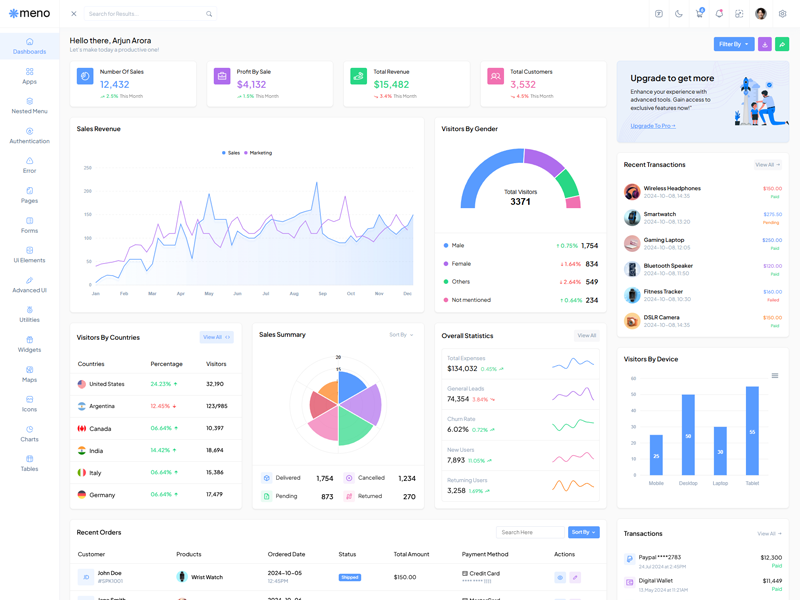 meno
Search for Results...
6
Dashboards
Apps
Nested Menu
Authentication
Error
Pages
Forms
UI Elements
Advanced UI
Utilities
Widgets
Maps
Icons
Charts
Tables
Hello there, Arjun Arora
Let's make today a productive one!
Filter By
Number Of Sales
12,432
2.5% This Month
Profit By Sale
$4,132
1.5% This Month
Total Revenue
$15,482
3.4% This Month
Total Customers
3,532
4.5% This Month
Upgrade to get more
Enhance your experience with
advanced tools. Gain access to
exclusive features now!"
Upgrade To Pro
Sales Revenue
Sales Marketing
250
200
150
100
50
0
Jan Feb Mar Apr May Jun Jul Aug Sep Oct Nov Dec
Visitors By Gender
Total Visitors
3371
Male 0.75% 1,754
Female 1.64% 834
Others 2.64% 549
Not mentioned 0.64% 234
Recent Transactions
View All
Wireless Headphones $150.00
2024-10-08, 14:35 Paid
Smartwatch $275.50
2024-10-08, 13:20 Pending
Gaming Laptop $250.00
2024-10-08, 12:05 Paid
Bluetooth Speaker $120.00
2024-10-08, 11:50 Paid
Fitness Tracker $160.00
2024-10-08, 10:30 Failed
DSLR Camera $150.00
2024-10-08, 14:35 Paid
Visitors By Countries
View All
Countries Percentage Visitors
United States 24.23% 32,190
Argentina 12.45% 123/985
Canada 06.64% 10,397
India 14.42% 18,694
Italy 06.64% 15,386
Germany 06.64% 17,479
Sales Summary
Sort By
20
15
Delivered 1,754
Cancelled 1,234
Pending 873
Returned 270
Overall Statistics
View All
Total Expenses
$134,032 0.45%
General Leads
74,354 3.84%
Churn Rate
6.02% 0.72%
New Users
7,893 0.05%
Returning Users
3,258 1.69%
Visitors By Device
60
50
40
30
20
10
0
25
50
30
55
Mobile Desktop Laptop Tablet
Recent Orders
Search Here
Sort By
Customer Products Ordered Date Status Total Amount Payment Method Actions
John Doe
#SPK1001
Wrist Watch
2024-10-05
12:45PM
Shipped
$150.00
Credit Card
Transactions
View All
Paypal ****2783 $12,300
24,Jul 2024 at 2:45PM Paid
Digital Wallet $11,449
13,May 2024 at 11:21AM Paid